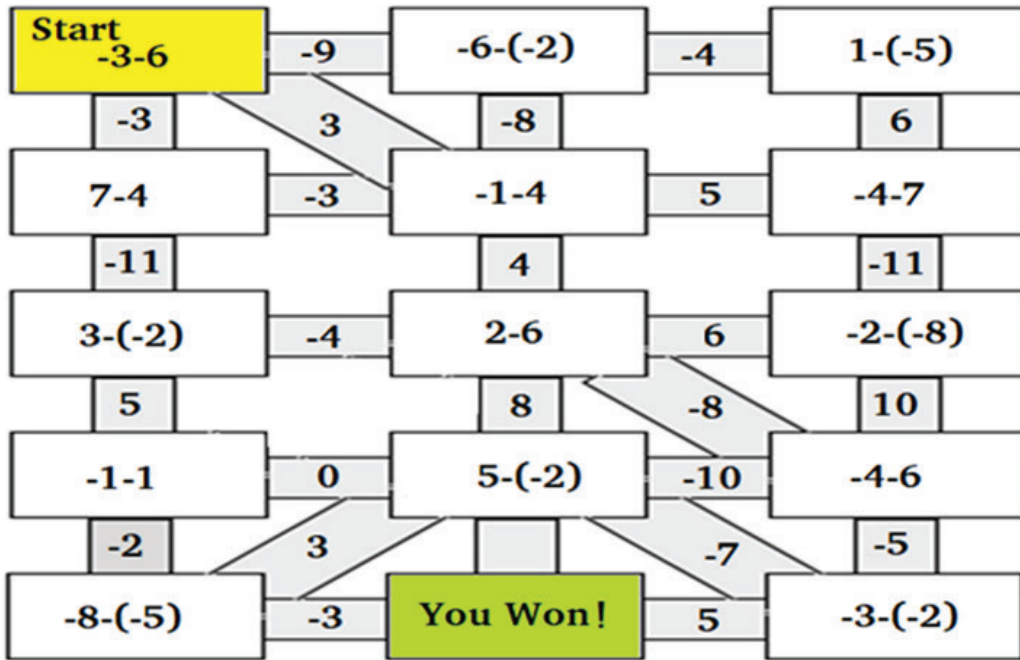 Start
-3-6 -9 -6-(-2) -4 1-(-5)
-3 3 -8 6
7-4 -3 -1-4 5 -4-7
-11 4 -11
3-(-2) -4 2-6 6 -2-(-8)
5 8 -8 10
-1-1 0 5-(-2) -10 -4-6
-2 3 -7 -5
-8-(-5) -3 You Won! 5 -3-(-2)